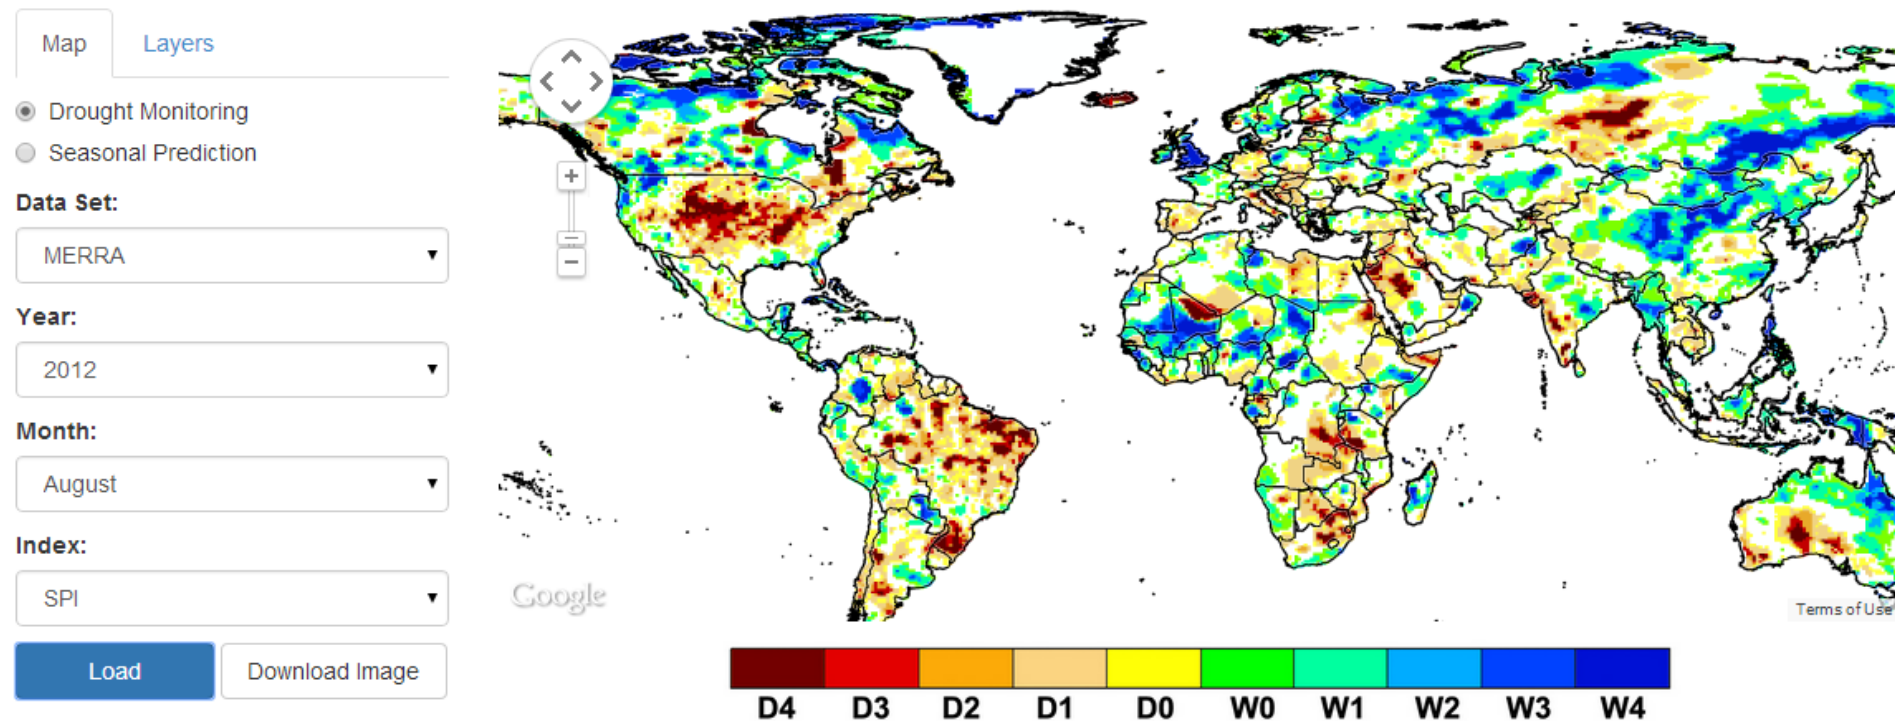 Map
Layers
Drought Monitoring
Seasonal Prediction
Data Set:
MERRA
Year:
2012
Month:
August
Index:
SPI
Load
Download Image
Google
Terms of Use
D4 D3 D2 D1 D0 W0 W1 W2 W3 W4